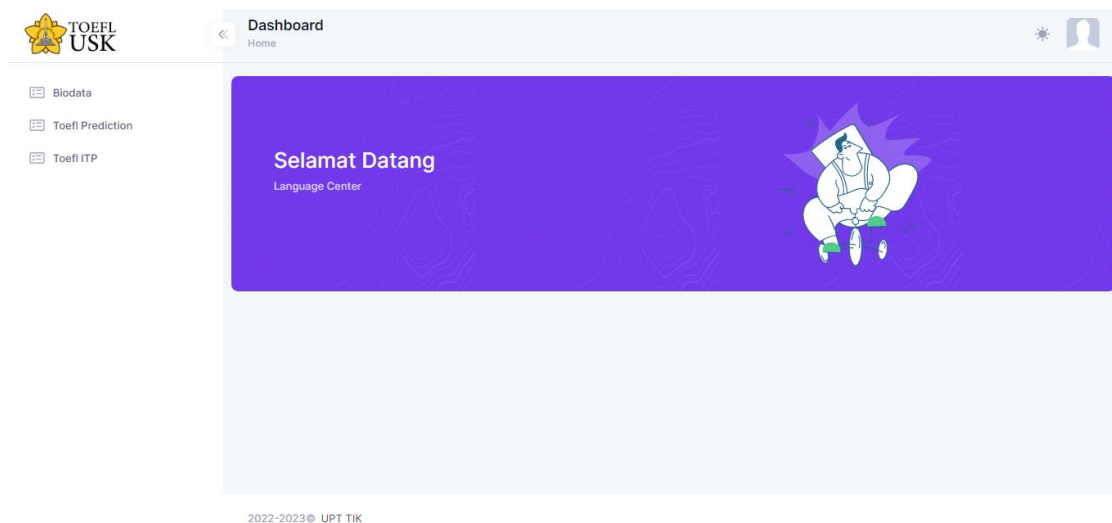 TOEFL
USK
Dashboard
Home
Biodata
Toefl Prediction
Toefl ITP
Selamat Datang
Language Center
2022-2023© UPT TIK